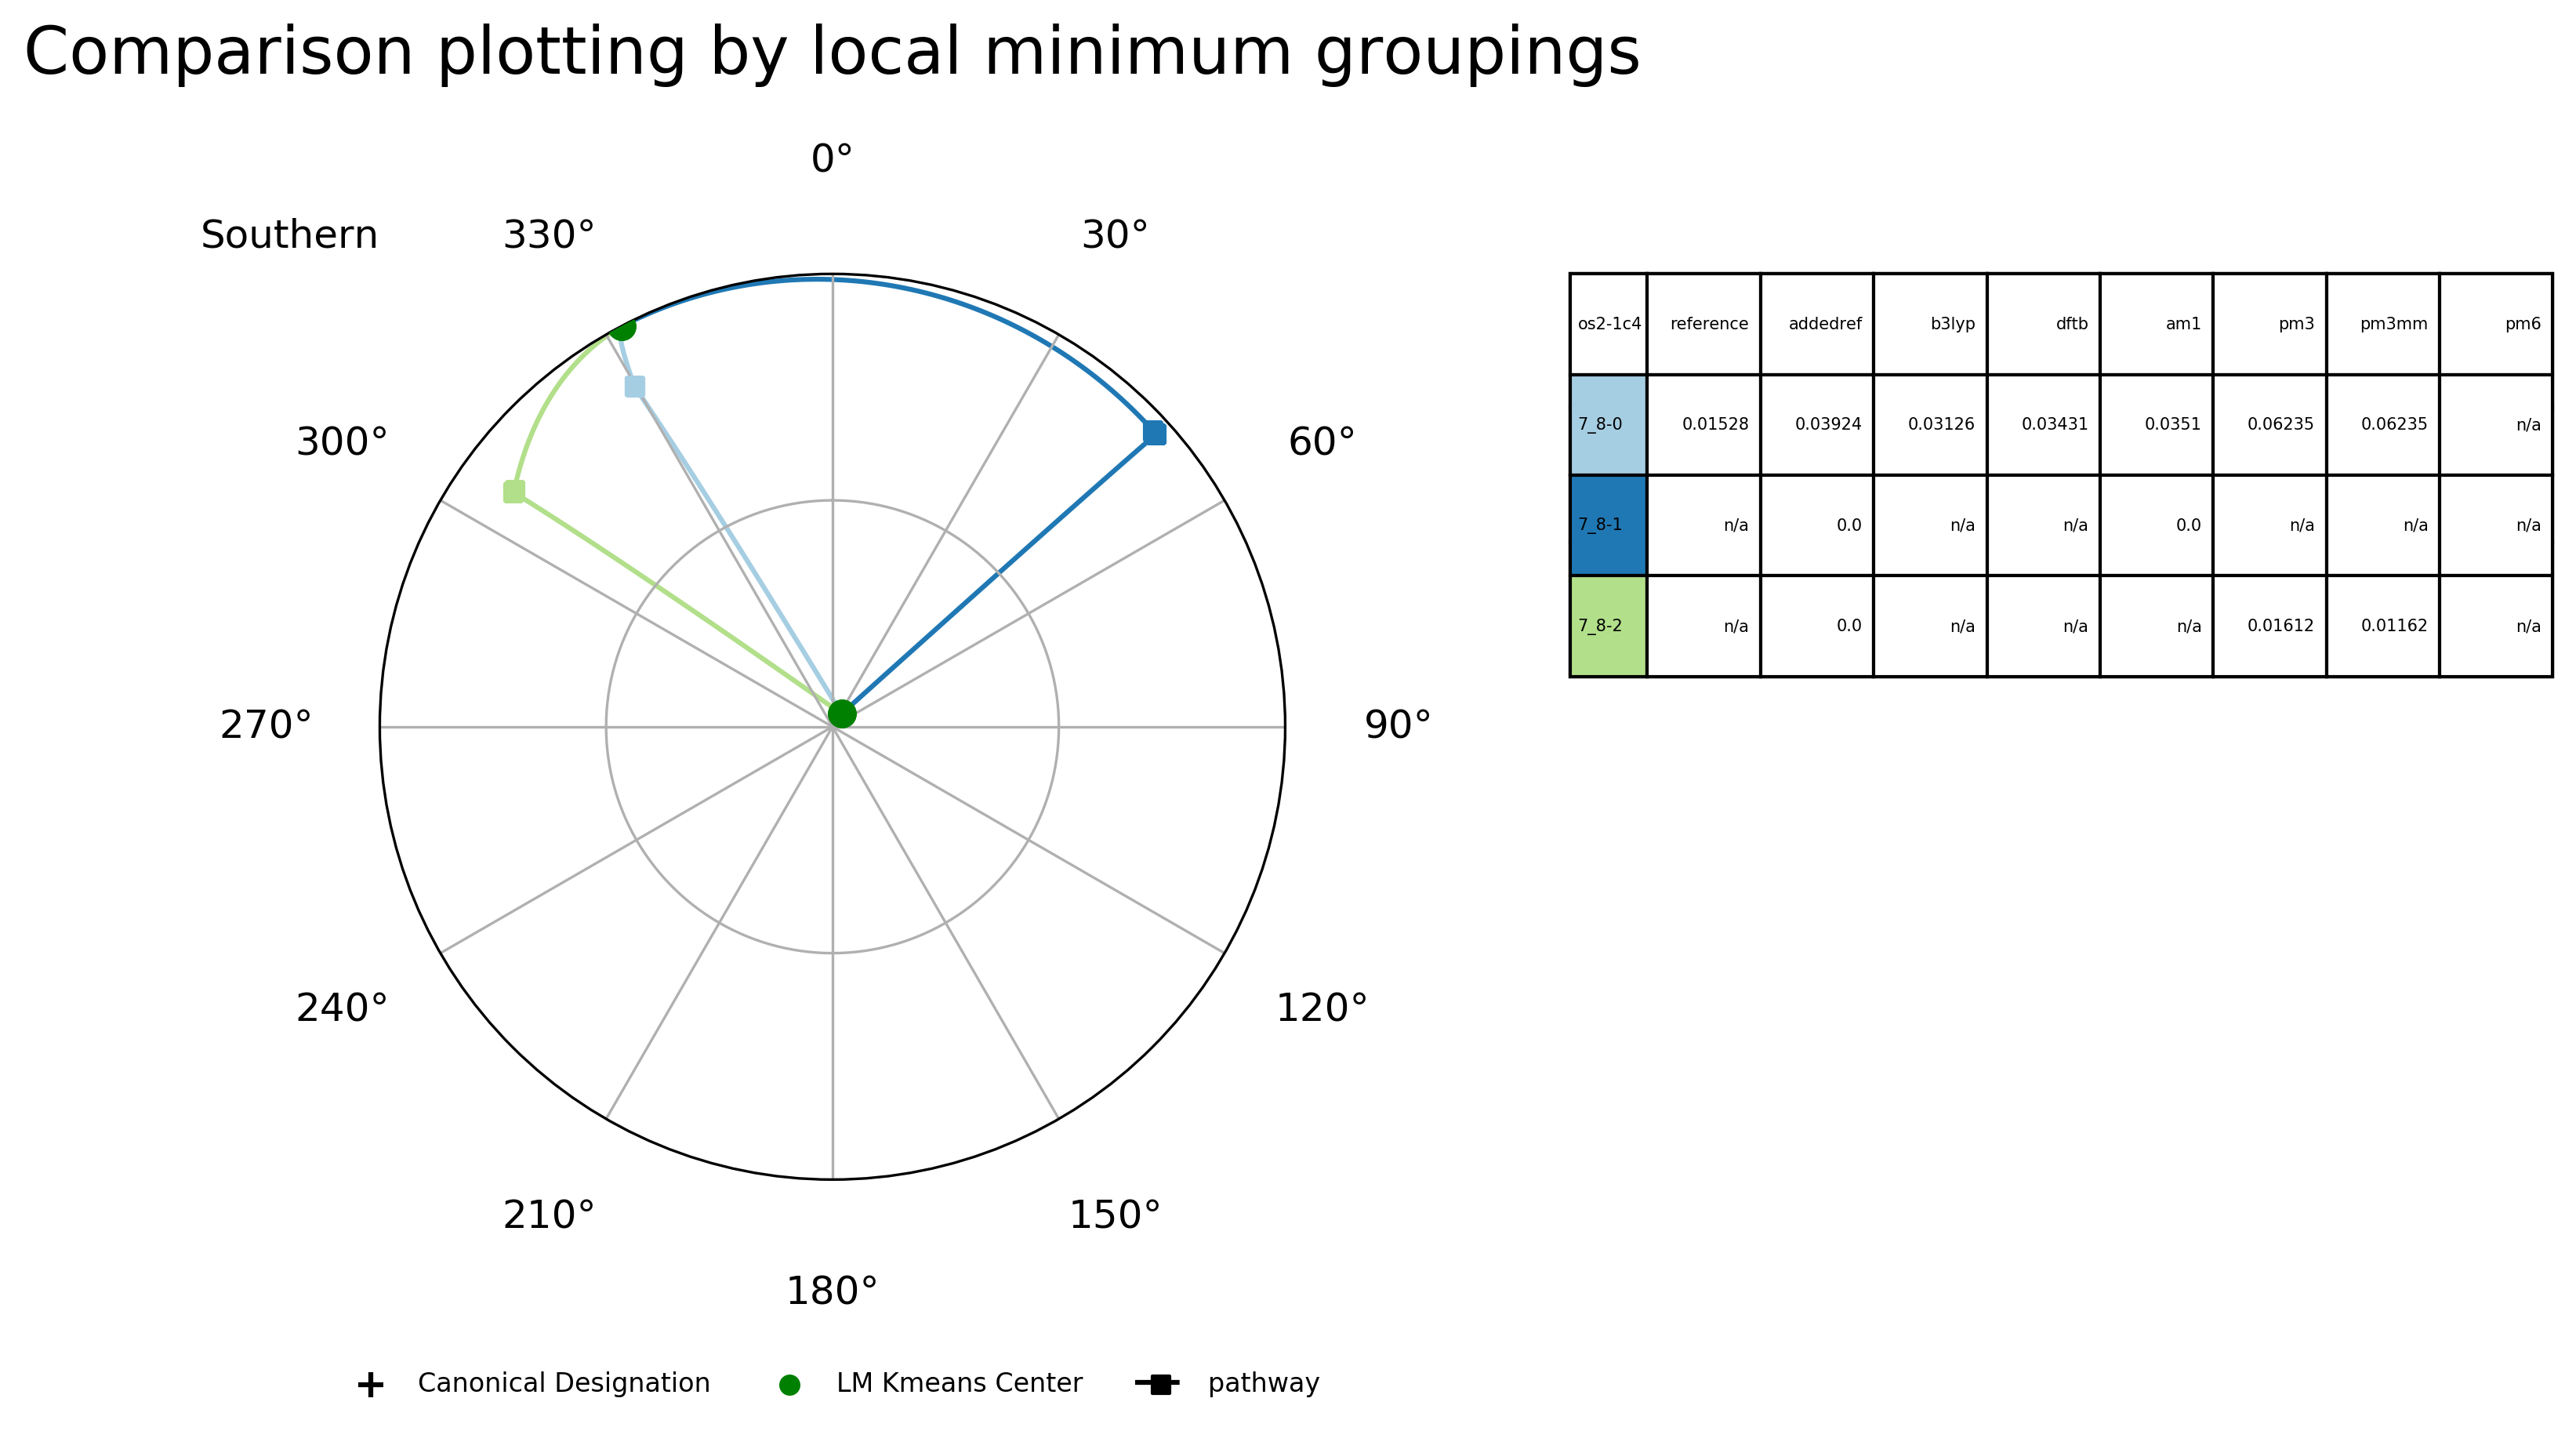 Comparison plotting by local minimum groupings
0°
Southern 330° 30°
300° 60°
270° 90°
240° 120°
210° 150°
180°
+ Canonical Designation LM Kmeans Center pathway
os2-1c4 reference addedref b3lyp dftb am1 pm3 pm3mm pm6
7_8-0 0.01528 0.03924 0.03126 0.03431 0.0351 0.06235 0.06235 n/a
7_8-1 n/a 0.0 n/a n/a 0.0 n/a n/a n/a
7_8-2 n/a 0.0 n/a n/a n/a 0.01612 0.01162 n/a